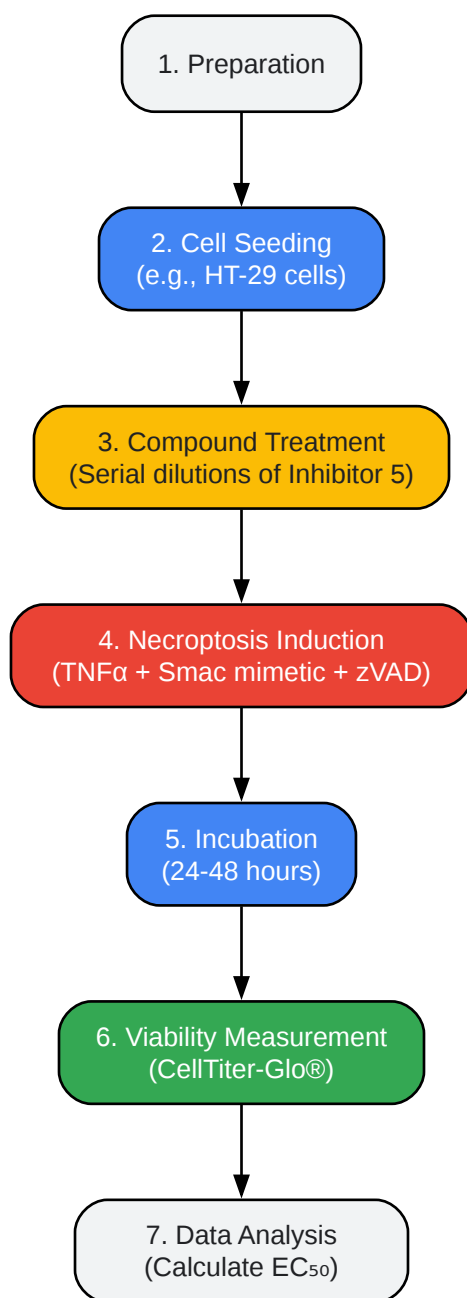 1. Preparation
2. Cell Seeding
(e.g., HT-29 cells)
3. Compound Treatment
(Serial dilutions of Inhibitor 5)
4. Necroptosis Induction
(TNFα + Smac mimetic + zVAD)
5. Incubation
(24-48 hours)
6. Viability Measurement
(CellTiter-Glo®)
7. Data Analysis
(Calculate EC₅₀)